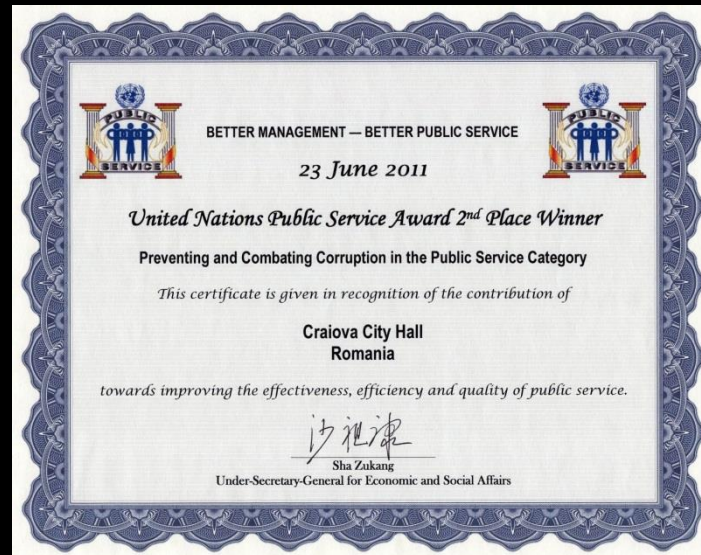 PUBLIC
SERVICE
PUBLIC
SERVICE
BETTER MANAGEMENT — BETTER PUBLIC SERVICE
23 June 2011
United Nations Public Service Award 2nd Place Winner
Preventing and Combating Corruption in the Public Service Category
This certificate is given in recognition of the contribution of
Craiova City Hall
Romania
towards improving the effectiveness, efficiency and quality of public service.
沙祖康
Sha Zukang
Under-Secretary-General for Economic and Social Affairs